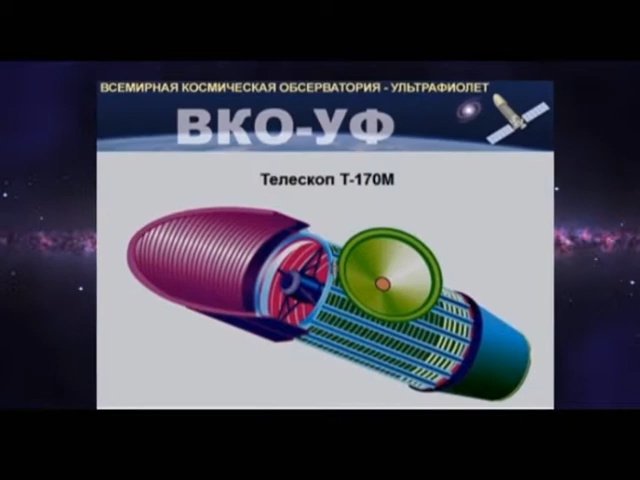 ВСЕМИРНАЯ КОСМИЧЕСКАЯ ОБСЕРВАТОРИЯ - УЛЬТРАФИОЛЕТ
ВКО-УФ
Телескоп Т-170М